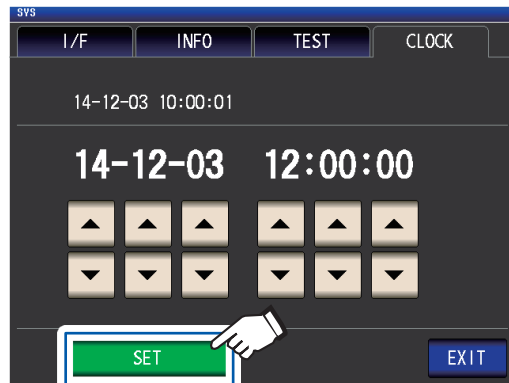 SYS
I/F INFO TEST CLOCK
14-12-03 10:00:01
14-12-03 12:00:00
SET EXIT